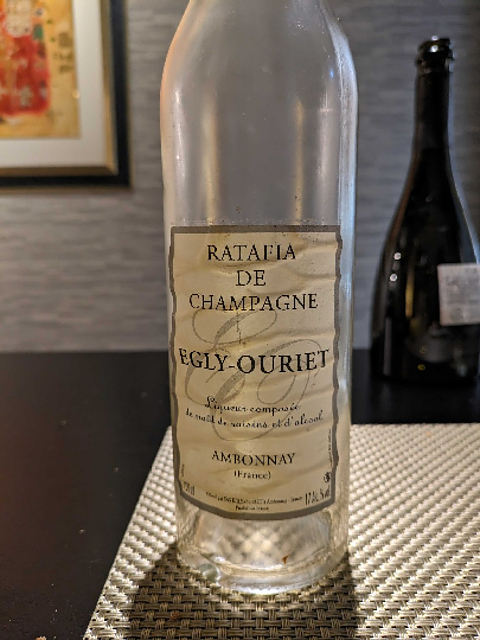 RATAFIA
DE
CHAMPAGNE
EGLY-OURIET
Liqueur composée
de moût de raisins et d'alcool
AMBONNAY
(France)